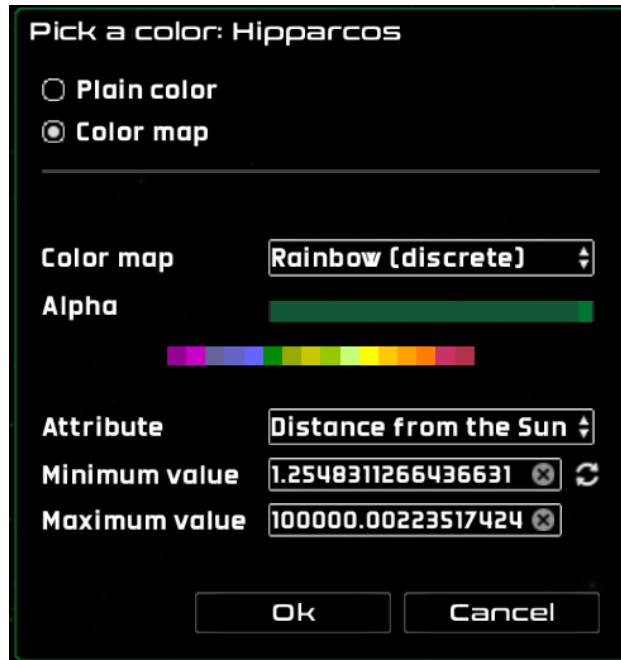 Pick a color: Hipparcos
Plain color
Color map
Color map Rainbow (discrete)
Alpha
Attribute Distance from the Sun
Minimum value 1.2548311266436631
Maximum value 100000.00223517424
Ok Cancel